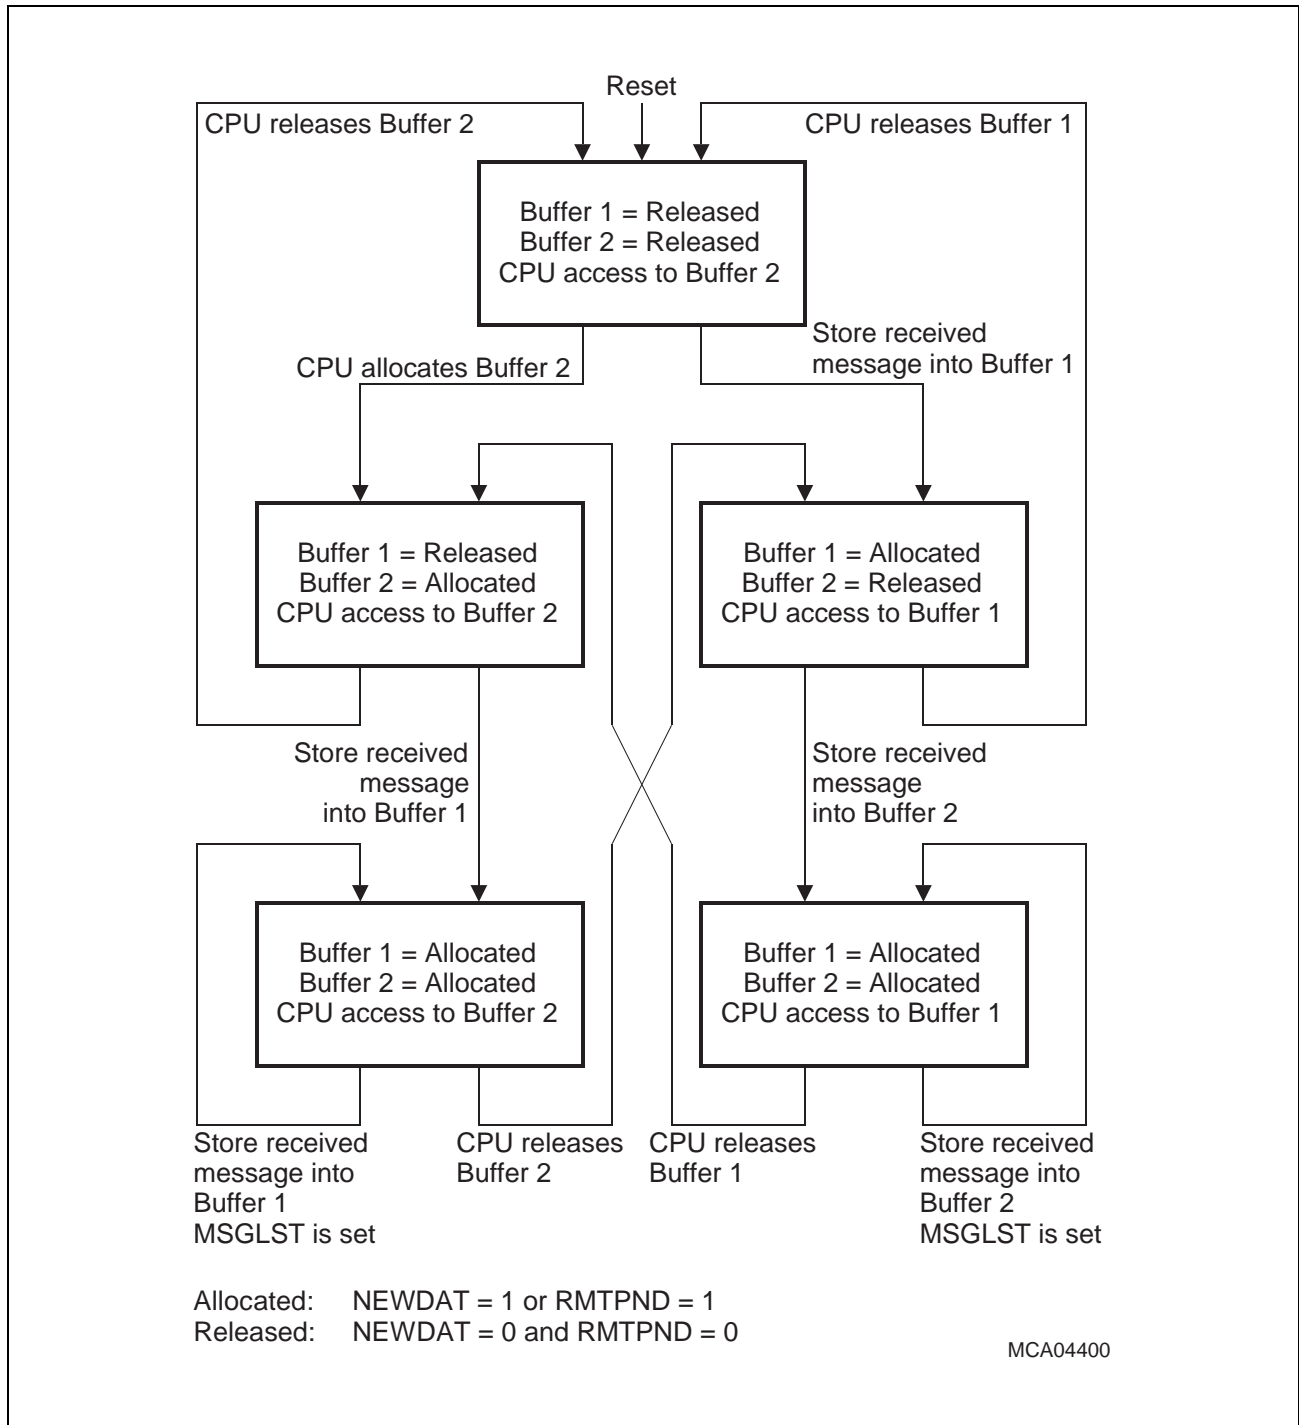 Reset
CPU releases Buffer 2
CPU releases Buffer 1
Buffer 1 = Released
Buffer 2 = Released
CPU access to Buffer 2
CPU allocates Buffer 2
Store received
message into Buffer 1
Buffer 1 = Released
Buffer 2 = Allocated
CPU access to Buffer 2
Buffer 1 = Allocated
Buffer 2 = Released
CPU access to Buffer 1
Store received
message
into Buffer 1
Store received
message
into Buffer 2
Buffer 1 = Allocated
Buffer 2 = Allocated
CPU access to Buffer 2
Buffer 1 = Allocated
Buffer 2 = Allocated
CPU access to Buffer 1
Store received
message into
Buffer 1
MSGLST is set
CPU releases
Buffer 2
CPU releases
Buffer 1
Store received
message into
Buffer 2
MSGLST is set
Allocated: NEWDAT = 1 or RMTPND = 1
Released: NEWDAT = 0 and RMTPND = 0
MCA04400